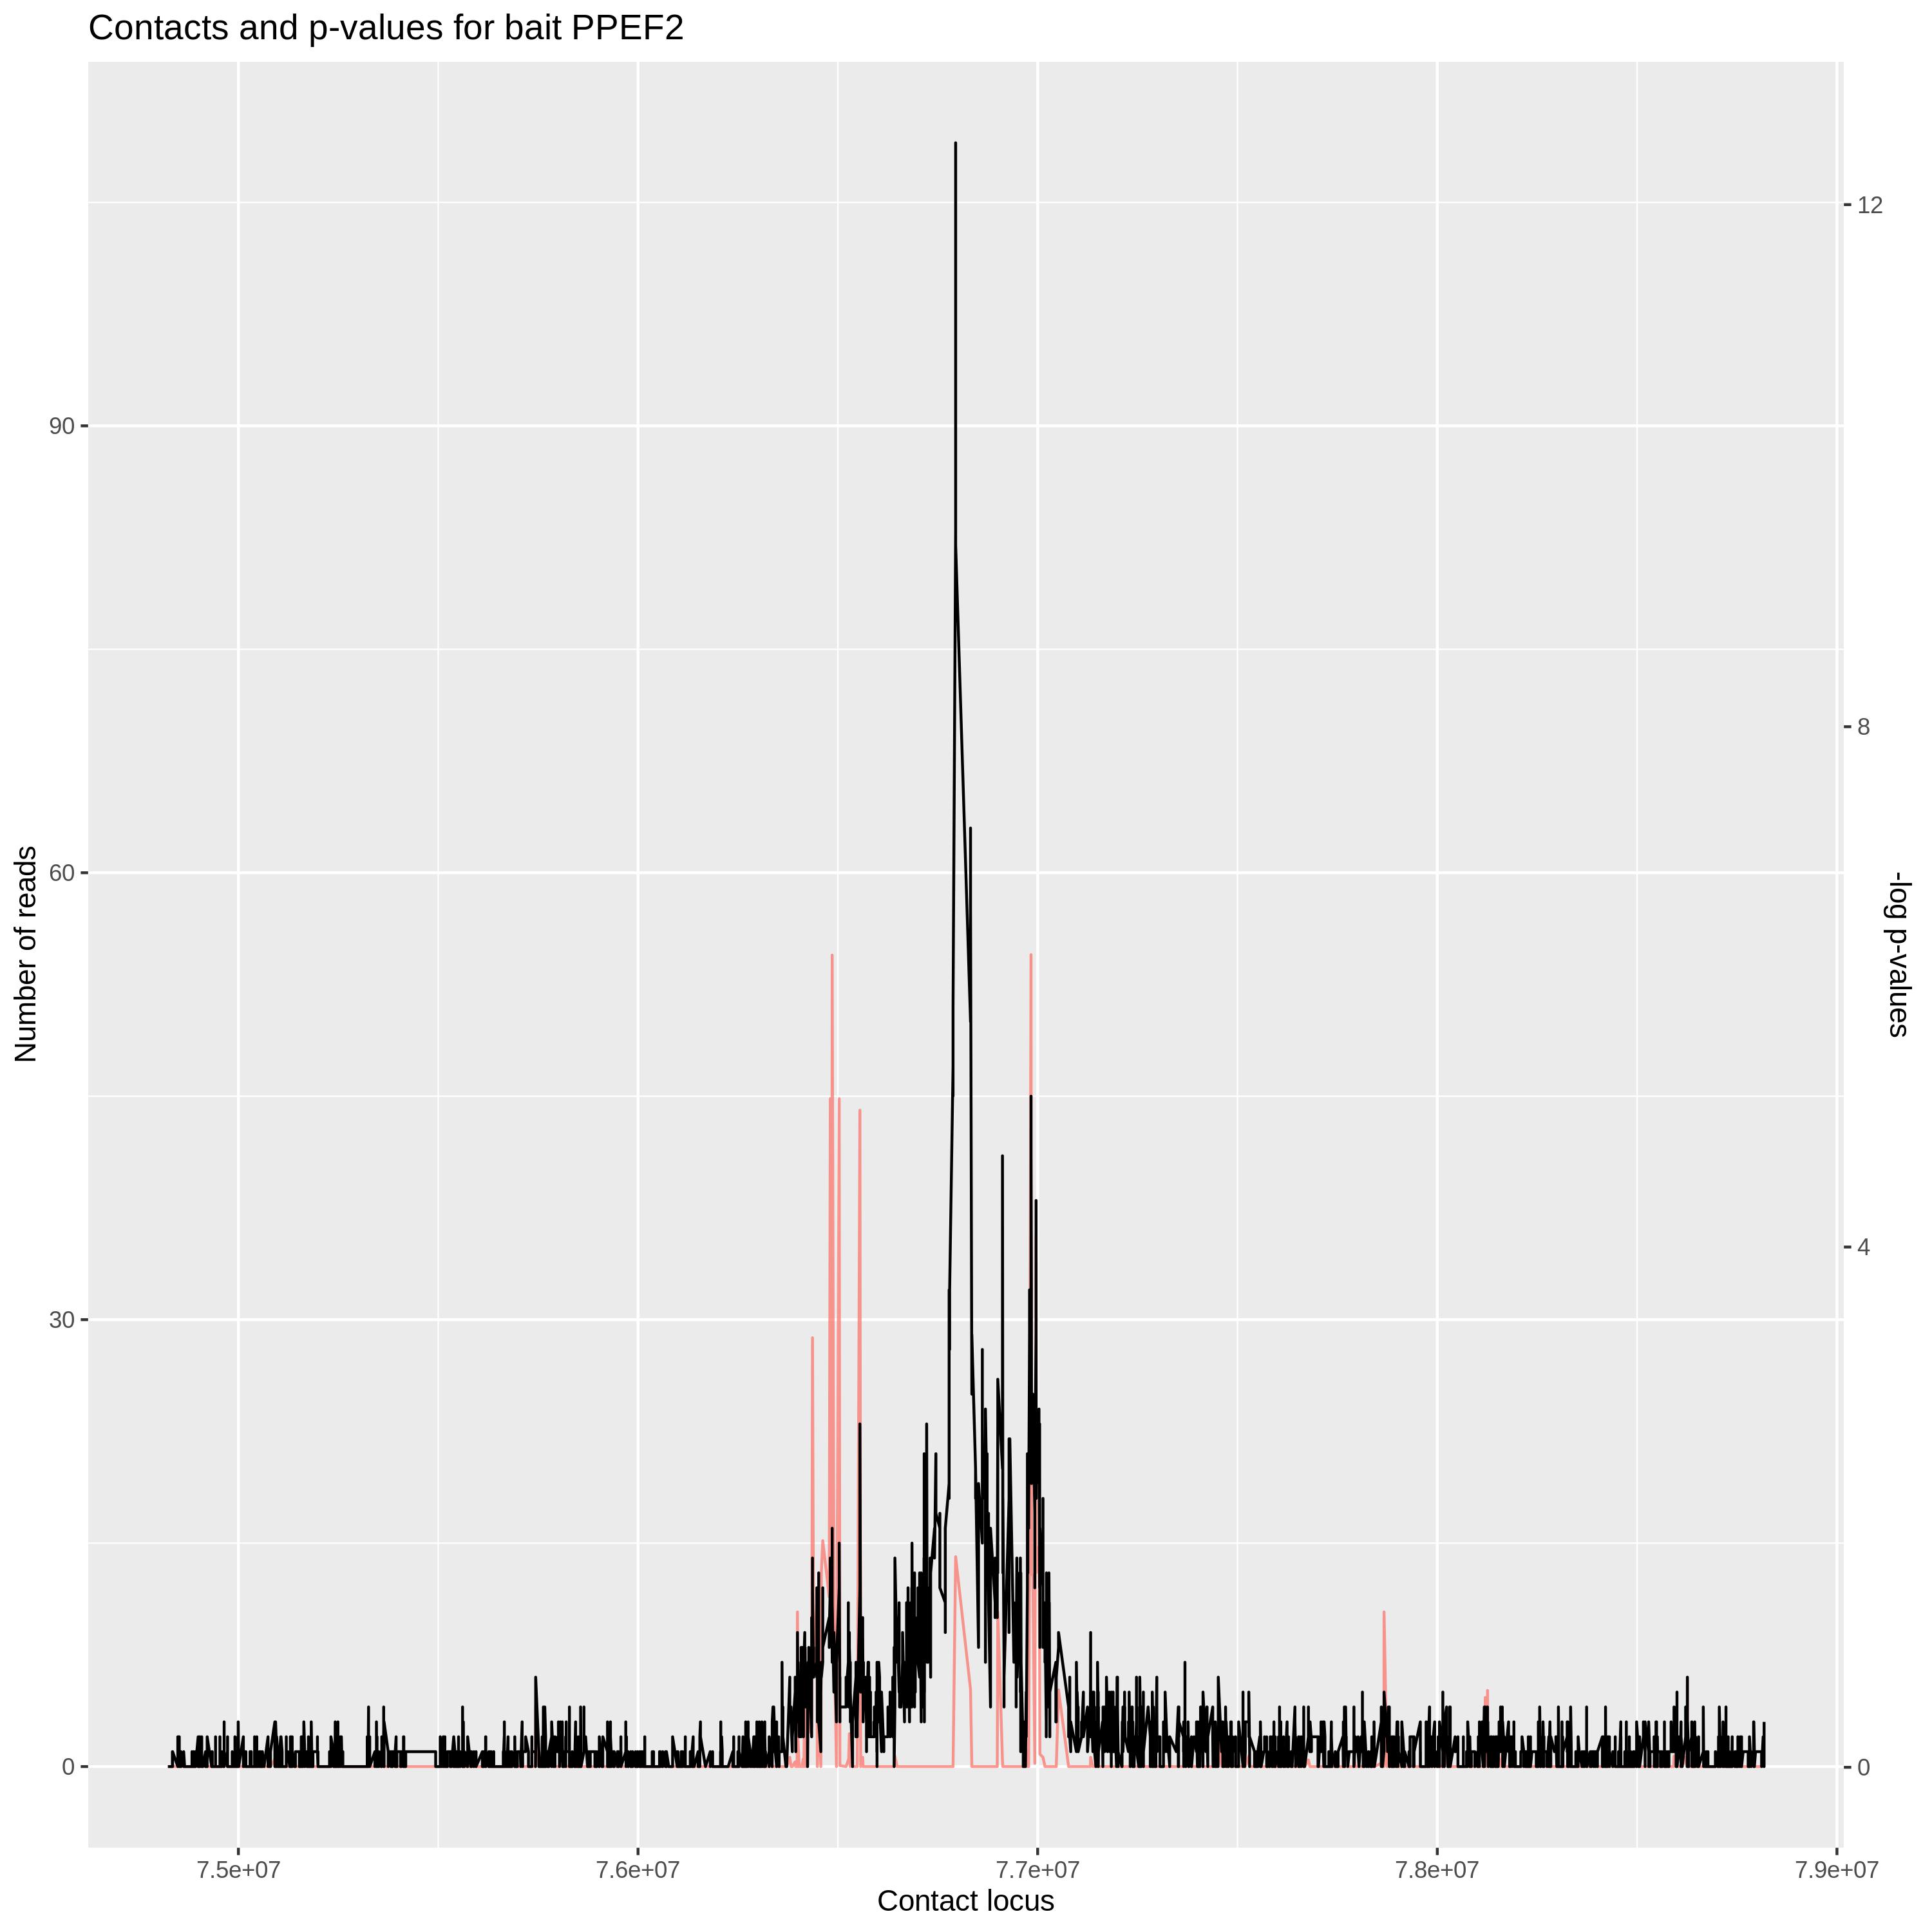 Contacts and p-values for bait PPEF2
Number of reads
90
60
30
0
12
8
4
0
-log p-values
7.5e+07
7.6e+07
7.7e+07
7.8e+07
7.9e+07
Contact locus